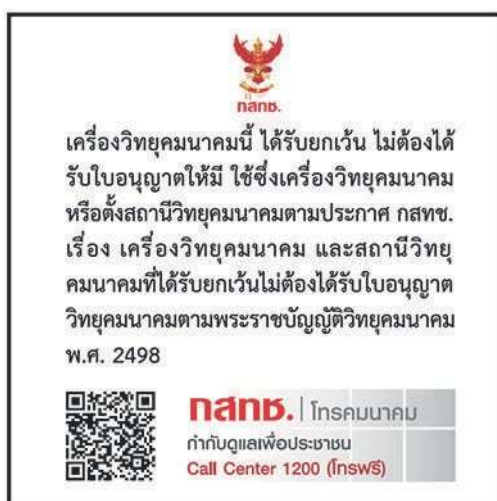 กสทช.
เครื่องวิทยุคมนาคมนี้ ได้รับยกเว้น ไม่ต้องได้
รับใบอนุญาตให้มี ใช้ซึ่งเครื่องวิทยุคมนาคม
หรือตั้งสถานีวิทยุคมนาคมตามประกาศ กสทช.
เรื่อง เครื่องวิทยุคมนาคม และสถานีวิทยุ
คมนาคมที่ได้รับยกเว้นไม่ต้องได้รับใบอนุญาต
วิทยุคมนาคมตามพระราชบัญญัติวิทยุคมนาคม
พ.ศ. 2498
กสทช. | โทรคมนาคม
กำกับดูแลเพื่อประชาชน
Call Center 1200 (โทรฟรี)